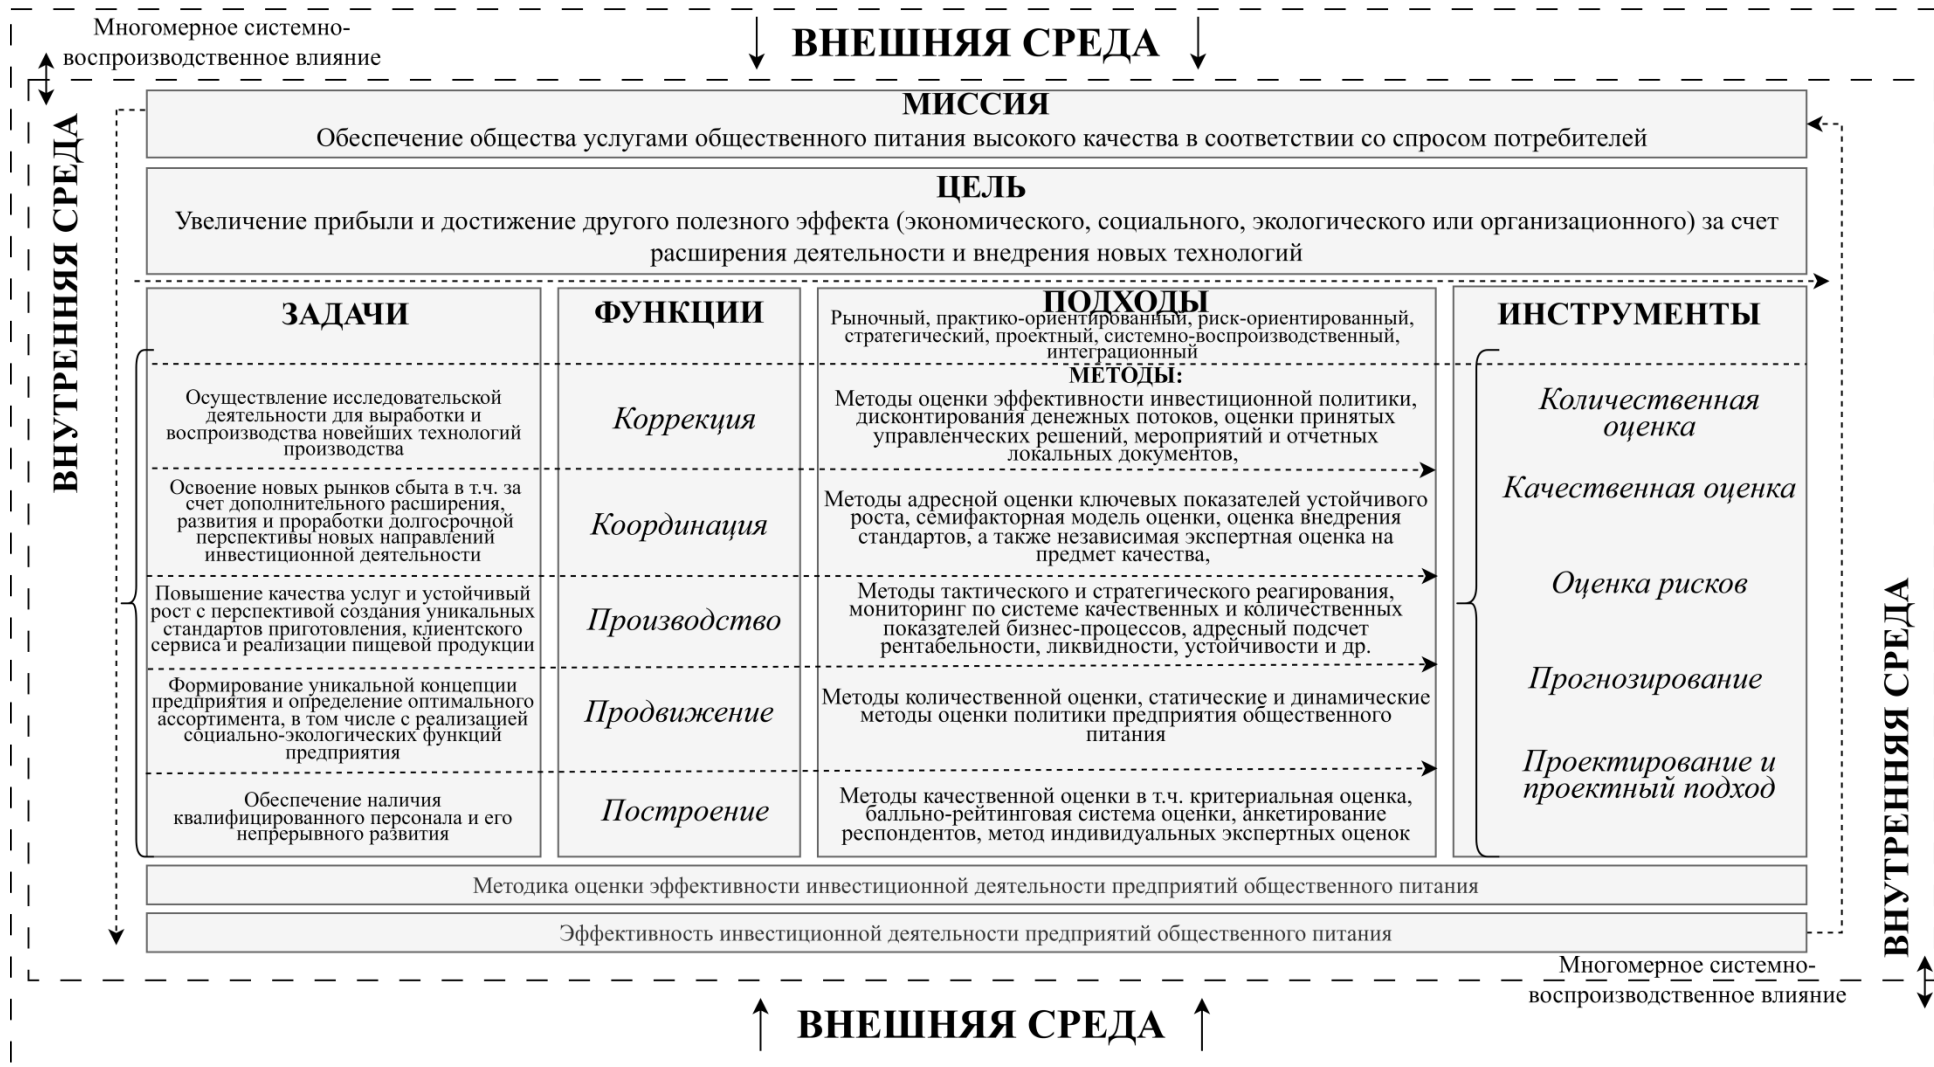 Многомерное системно-
воспроизводственное влияние
ВНЕШНЯЯ СРЕДА
ВНУТРЕННЯЯ СРЕДА
МИССИЯ
Обеспечение общества услугами общественного питания высокого качества в соответствии со спросом потребителей
ЦЕЛЬ
Увеличение прибыли и достижение другого полезного эффекта (экономического, социального, экологического или организационного) за счет
расширения деятельности и внедрения новых технологий
ЗАДАЧИ
Осуществление исследовательской
деятельности для выработки и
воспроизводства новейших технологий
производства
Освоение новых рынков сбыта в т.ч. за
счет дополнительного расширения,
развития и проработки долгосрочной
перспективы новых направлений
инвестиционной деятельности
Повышение качества услуг и устойчивый
рост с перспективой создания уникальных
стандартов приготовления, клиентского
сервиса и реализации пищевой продукции
Формирование уникальной концепции
предприятия и определение оптимального
ассортимента, в том числе с реализацией
социально-экологических функций
предприятия
Обеспечение наличия
квалифицированного персонала и его
непрерывного развития
ФУНКЦИИ
Коррекция
Координация
Производство
Продвижение
Построение
ПОДХОДЫ
Рыночный, практико-ориентированный, риск-ориентированный,
стратегический, проектный, системно-воспроизводственный,
интеграционный
МЕТОДЫ:
Методы оценки эффективности инвестиционной политики,
дисконтирования денежных потоков, оценки принятых
управленческих решений, мероприятий и отчетных
локальных документов,
Методы адресной оценки ключевых показателей устойчивого
роста, семифакторная модель оценки, оценка внедрения
стандартов, а также независимая экспертная оценка на
предмет качества,
Методы тактического и стратегического реагирования,
мониторинг по системе качественных и количественных
показателей бизнес-процессов, адресный подсчет
рентабельности, ликвидности, устойчивости и др.
Методы количественной оценки, статические и динамические
методы оценки политики предприятия общественного
питания
Методы качественной оценки в т.ч. критериальная оценка,
балльно-рейтинговая система оценки, анкетирование
респондентов, метод индивидуальных экспертных оценок
ИНСТРУМЕНТЫ
Количественная
оценка
Качественная оценка
Оценка рисков
Прогнозирование
Проектирование и
проектный подход
Методика оценки эффективности инвестиционной деятельности предприятий общественного питания
Эффективность инвестиционной деятельности предприятий общественного питания
ВНУТРЕННЯЯ СРЕДА
Многомерное системно-
воспроизводственное влияние
ВНЕШНЯЯ СРЕДА